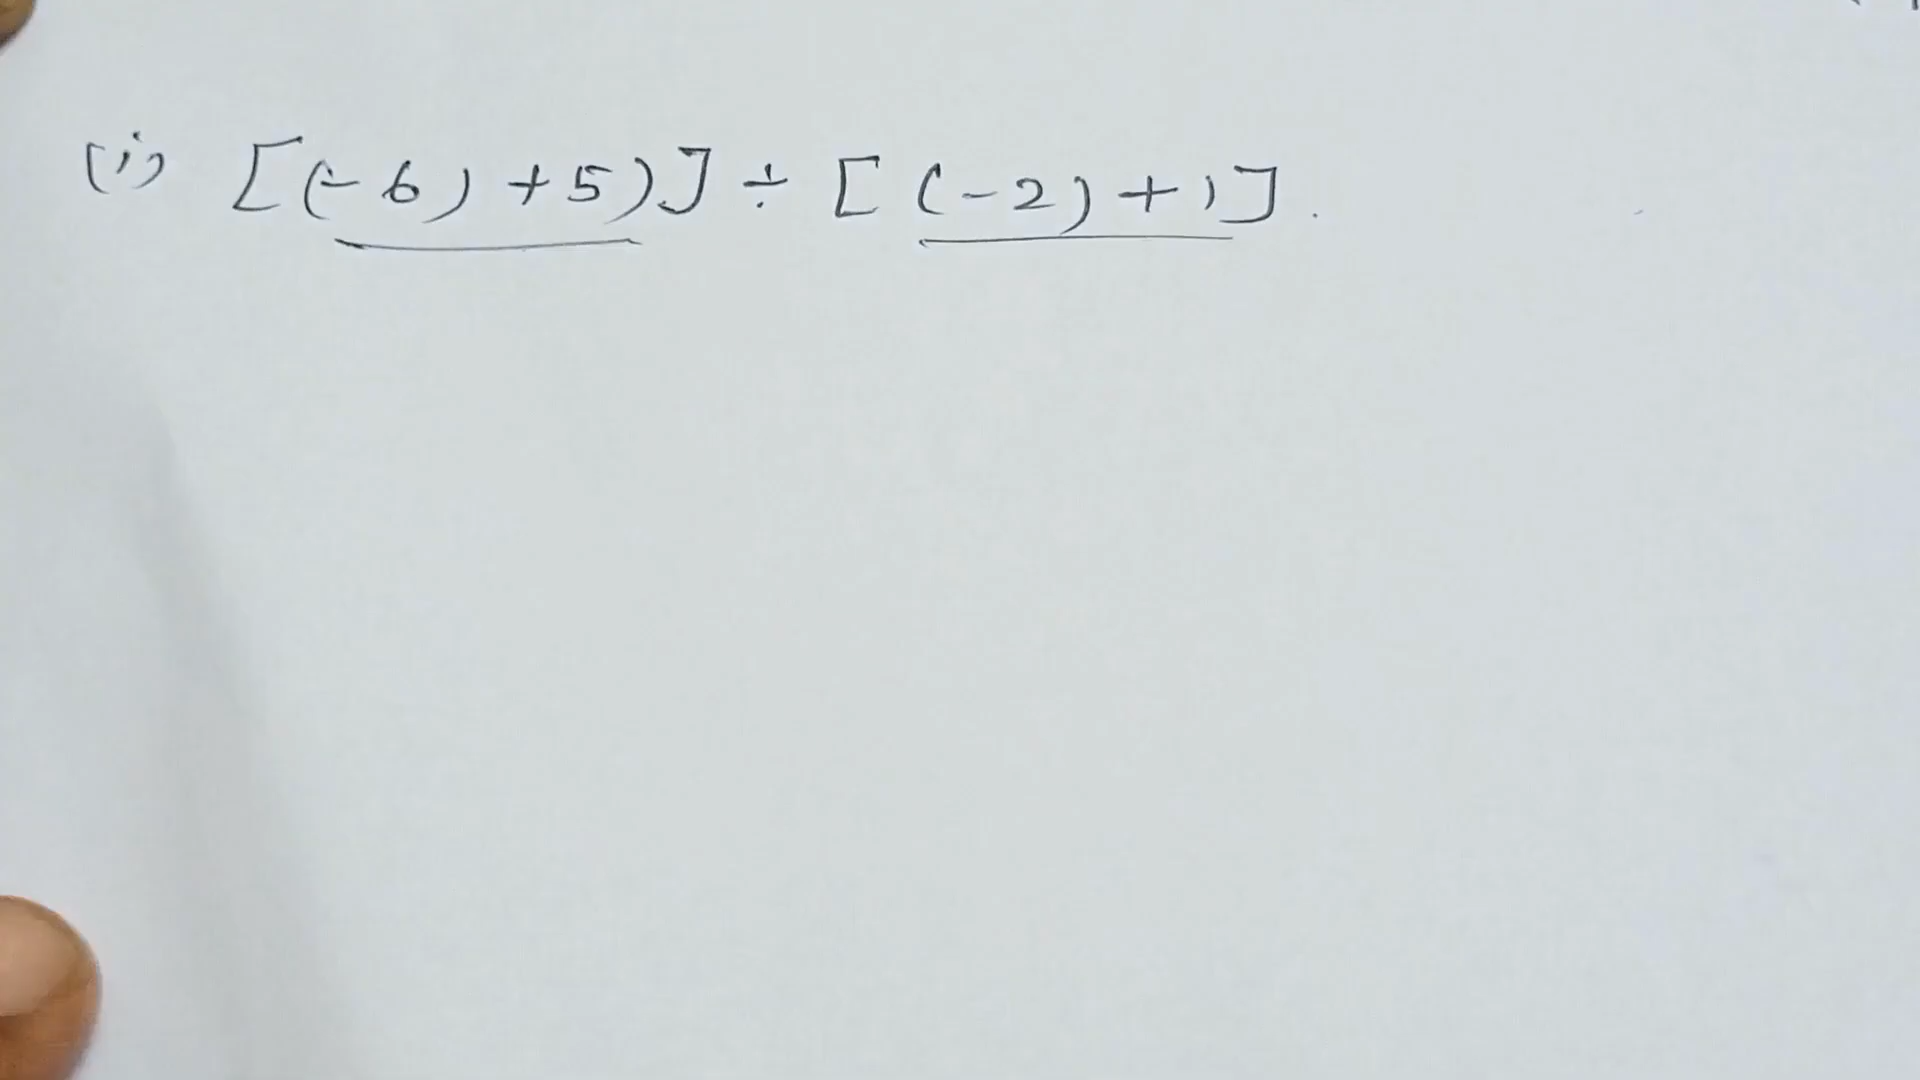 (i) [(-6) +5)] ÷ [(-2)+1].